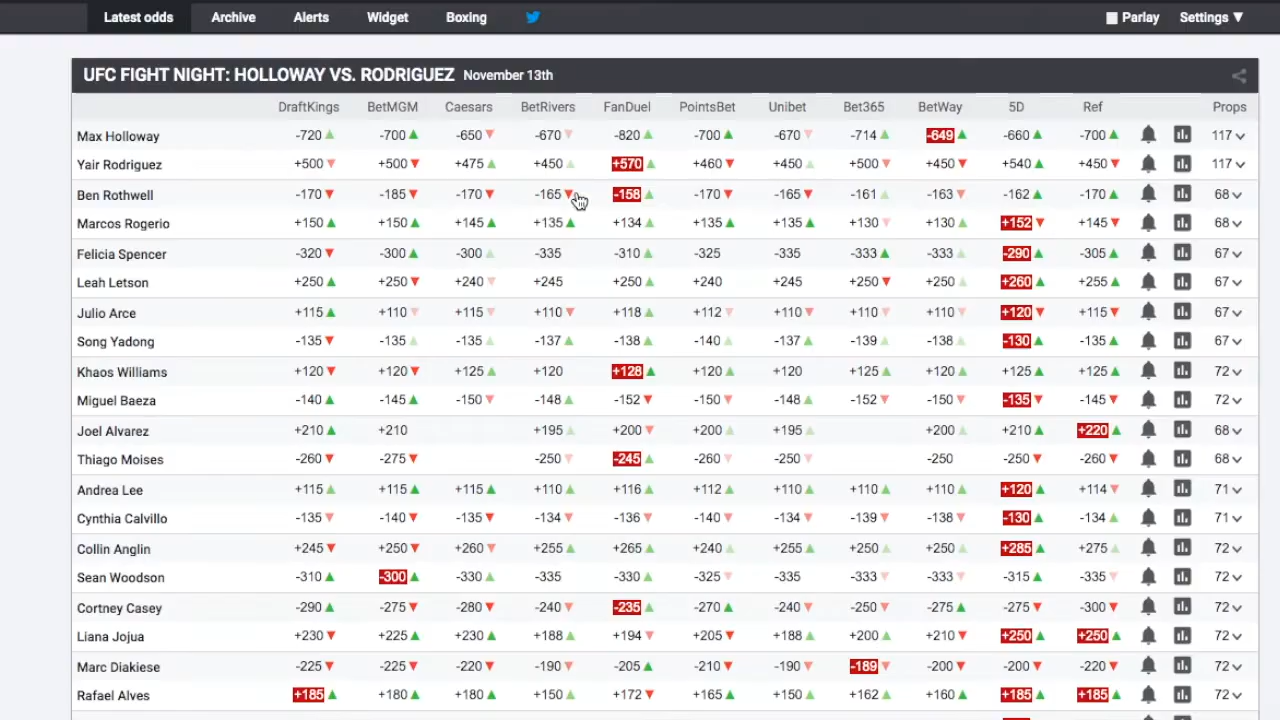 Latest odds Archive Alerts Widget Boxing Parlay Settings ▼
UFC FIGHT NIGHT: HOLLOWAY VS. RODRIGUEZ November 13th
DraftKings BetMGM Caesars BetRivers FanDuel PointsBet Unibet Bet365 BetWay 5D Ref Props
Max Holloway -720▲ -700▲ -650▼ -670▼ -820▲ -700▲ -670▼ -714▲ -649▲ -660▲ -700▲ 117
Yair Rodriguez +500▼ +500▼ +475▲ +450▲ +570▲ +460▼ +450▲ +500▼ +450▼ +540▲ +450▼ 117
Ben Rothwell -170▼ -185▼ -170▼ -165▼ -158▲ -170▼ -165▼ -161▲ -163▼ -162▲ -170▲ 68
Marcos Rogerio +150▲ +150▲ +145▲ +135▲ +134▲ +135▲ +135▲ +130▼ +130▲ +152▼ +145▼ 68
Felicia Spencer -320▼ -300▲ -300▲ -335 -310▲ -325 -335 -333▲ -333▲ -290▲ -305▲ 67
Leah Letson +250▲ +250▼ +240▼ +245 +250▲ +240 +245 +250▼ +250▲ +260▲ +255▲ 67
Julio Arce +115▲ +110▼ +115▼ +110▼ +118▲ +112▼ +110▼ +110▼ +110▼ +120▼ +115▼ 67
Song Yadong -135▼ -135▲ -135▲ -137▲ -138▲ -140▲ -137▲ -139▲ -138▲ -130▲ -135▲ 67
Khaos Williams +120▼ +120▼ +125▲ +120 +128▲ +120▲ +120 +125▲ +120▲ +125▲ +125▲ 72
Miguel Baeza -140▲ -145▲ -150▼ -148▲ -152▼ -150▼ -148▲ -152▼ -150▼ -135▼ -145▼ 72
Joel Alvarez +210▲ +210 +195▲ +200▼ +200▲ +195▲ +200▲ +210▲ +220▲ 68
Thiago Moises -260▼ -275▼ -250▼ -245▲ -260▼ -250▼ -250 -250▼ -260▼ 68
Andrea Lee +115▲ +115▲ +115▲ +110▲ +116▲ +112▲ +110▲ +110▲ +110▲ +120▲ +114▼ 71
Cynthia Calvillo -135▼ -140▼ -135▼ -134▼ -136▼ -140▼ -134▼ -139▼ -138▼ -130▲ -134▲ 71
Collin Anglin +245▼ +250▼ +260▼ +255▲ +265▲ +240▲ +255▲ +250▲ +250▲ +285▲ +275▲ 72
Sean Woodson -310▲ -300▲ -330▲ -335 -330▲ -325▼ -335 -333▼ -333▼ -315▲ -335▼ 72
Cortney Casey -290▲ -275▼ -280▼ -240▼ -235▲ -270▲ -240▼ -250▼ -275▲ -275▼ -300▼ 72
Liana Jojua +230▼ +225▲ +230▲ +188▲ +194▼ +205▼ +188▲ +200▲ +210▼ +250▲ +250▲ 72
Marc Diakiese -225▼ -225▼ -220▼ -190▼ -205▲ -210▼ -190▼ -189▼ -200▼ -200▼ -220▼ 72
Rafael Alves +185▲ +180▲ +180▲ +150▲ +172▼ +165▲ +150▲ +162▲ +160▲ +185▲ +185▲ 72